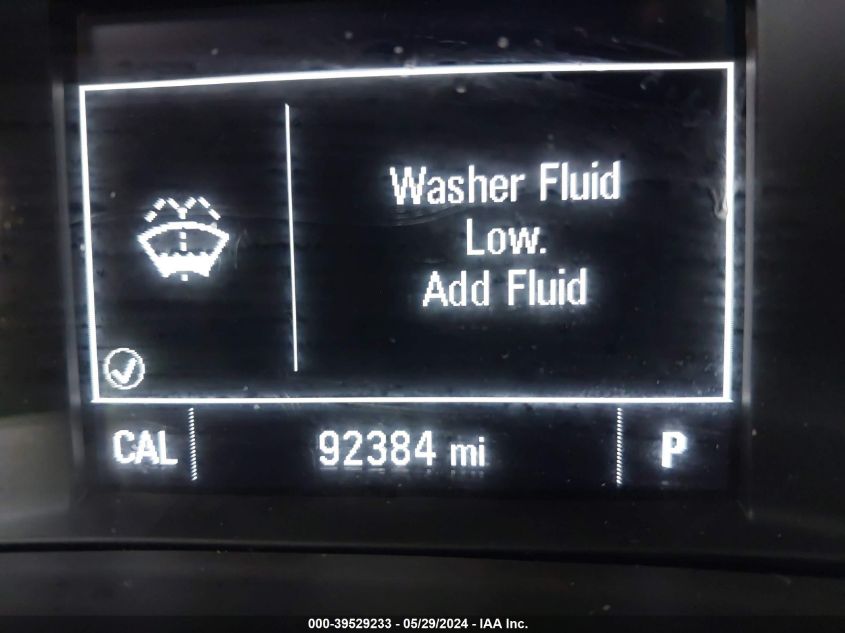 Washer Fluid
Low.
Add Fluid
CAL 92384 mi P
000-39529233 - 05/29/2024 - IAA Inc.